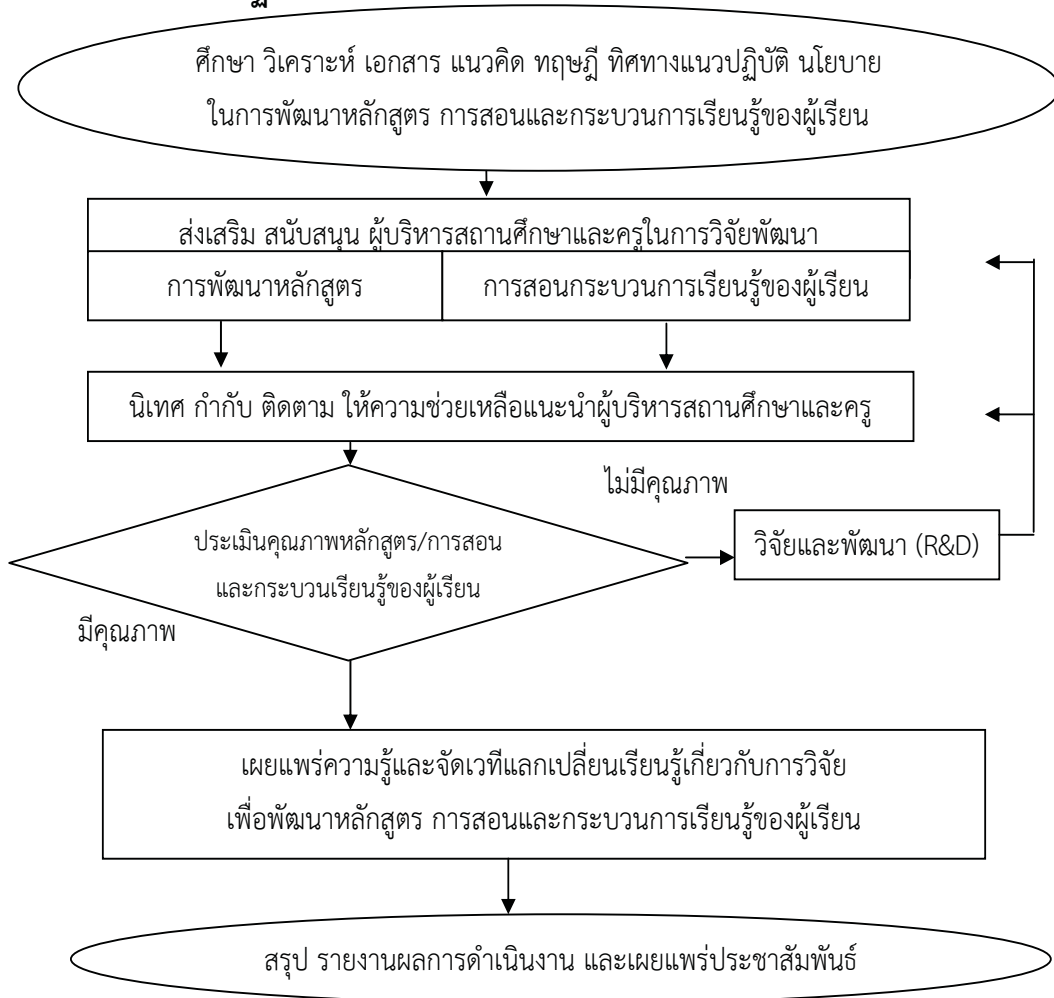 ศึกษา วิเคราะห์ เอกสาร แนวคิด ทฤษฎี ทิศทางแนวปฏิบัติ นโยบาย
ในการพัฒนาหลักสูตร การสอนและกระบวนการเรียนรู้ของผู้เรียน
ส่งเสริม สนับสนุน ผู้บริหารสถานศึกษาและครูในการวิจัยพัฒนา
การพัฒนาหลักสูตร
การสอนกระบวนการเรียนรู้ของผู้เรียน
นิเทศ กำกับ ติดตาม ให้ความช่วยเหลือแนะนำผู้บริหารสถานศึกษาและครู
ไม่มีคุณภาพ
ประเมินคุณภาพหลักสูตร/การสอน
และกระบวนเรียนรู้ของผู้เรียน
วิจัยและพัฒนา (R&D)
มีคุณภาพ
เผยแพร่ความรู้และจัดเวทีแลกเปลี่ยนเรียนรู้เกี่ยวกับการวิจัย
เพื่อพัฒนาหลักสูตร การสอนและกระบวนการเรียนรู้ของผู้เรียน
สรุป รายงานผลการดำเนินงาน และเผยแพร่ประชาสัมพันธ์